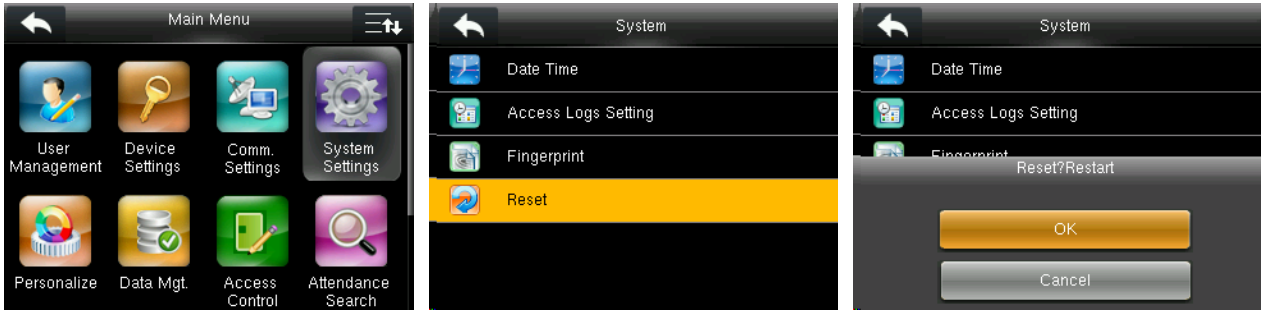 Main Menu
User
Management
Device
Settings
Comm.
Settings
System
Settings
Personalize
Data Mgt.
Access
Control
Attendance
Search
System
Date Time
Access Logs Setting
Fingerprint
Reset
System
Date Time
Access Logs Setting
Fingerprint
Reset?Restart
OK
Cancel